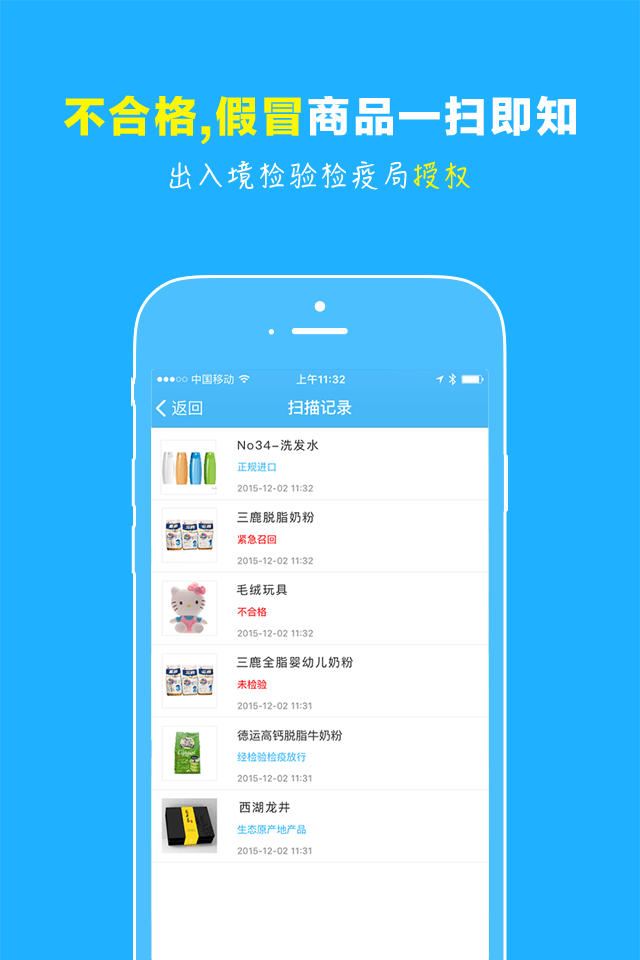 不合格,假冒商品一扫即知
出入境检验检疫局授权
中国移动 上午11:32
返回 扫描记录
No34-洗发水
正规进口
2015-12-02 11:32
三鹿脱脂奶粉
紧急召回
2015-12-02 11:32
毛绒玩具
不合格
2015-12-02 11:32
三鹿全脂婴幼儿奶粉
未检验
2015-12-02 11:31
德运高钙脱脂牛奶粉
经检验检疫放行
2015-12-02 11:31
西湖龙井
生态原产地产品
2015-12-02 11:31